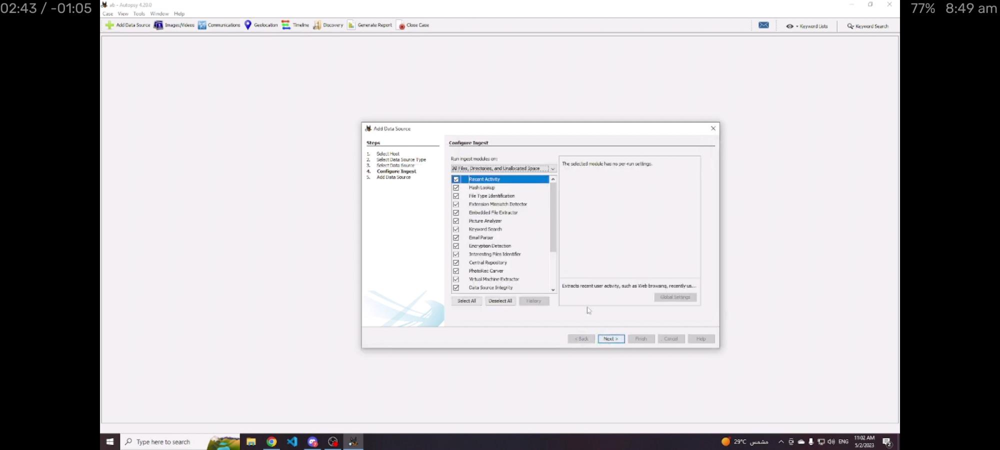 02:43 / -01:05
77% 8:49 am
ab - Autopsy 4.20.0
Case View Tools Window Help
Add Data Source Images/Videos Communications Geolocation Timeline Discovery Generate Report Close Case
Keyword Lists Keyword Search
Add Data Source
Steps
1. Select Host
2. Select Data Source Type
3. Select Data Source
4. Configure Ingest
5. Add Data Source
Configure Ingest
Run ingest modules on:
All Files, Directories, and Unallocated Space
Recent Activity
Hash Lookup
File Type Identification
Extension Mismatch Detector
Embedded File Extractor
Picture Analyzer
Keyword Search
Email Parser
Encryption Detection
Interesting Files Identifier
Central Repository
PhotoRec Carver
Virtual Machine Extractor
Data Source Integrity
Select All Deselect All History
The selected module has no per-run settings.
Extracts recent user activity, such as Web browsing, recently us...
Global Settings
< Back Next > Finish Cancel Help
Type here to search
29°C مشمس
ENG
11:02 AM
5/2/2023
2